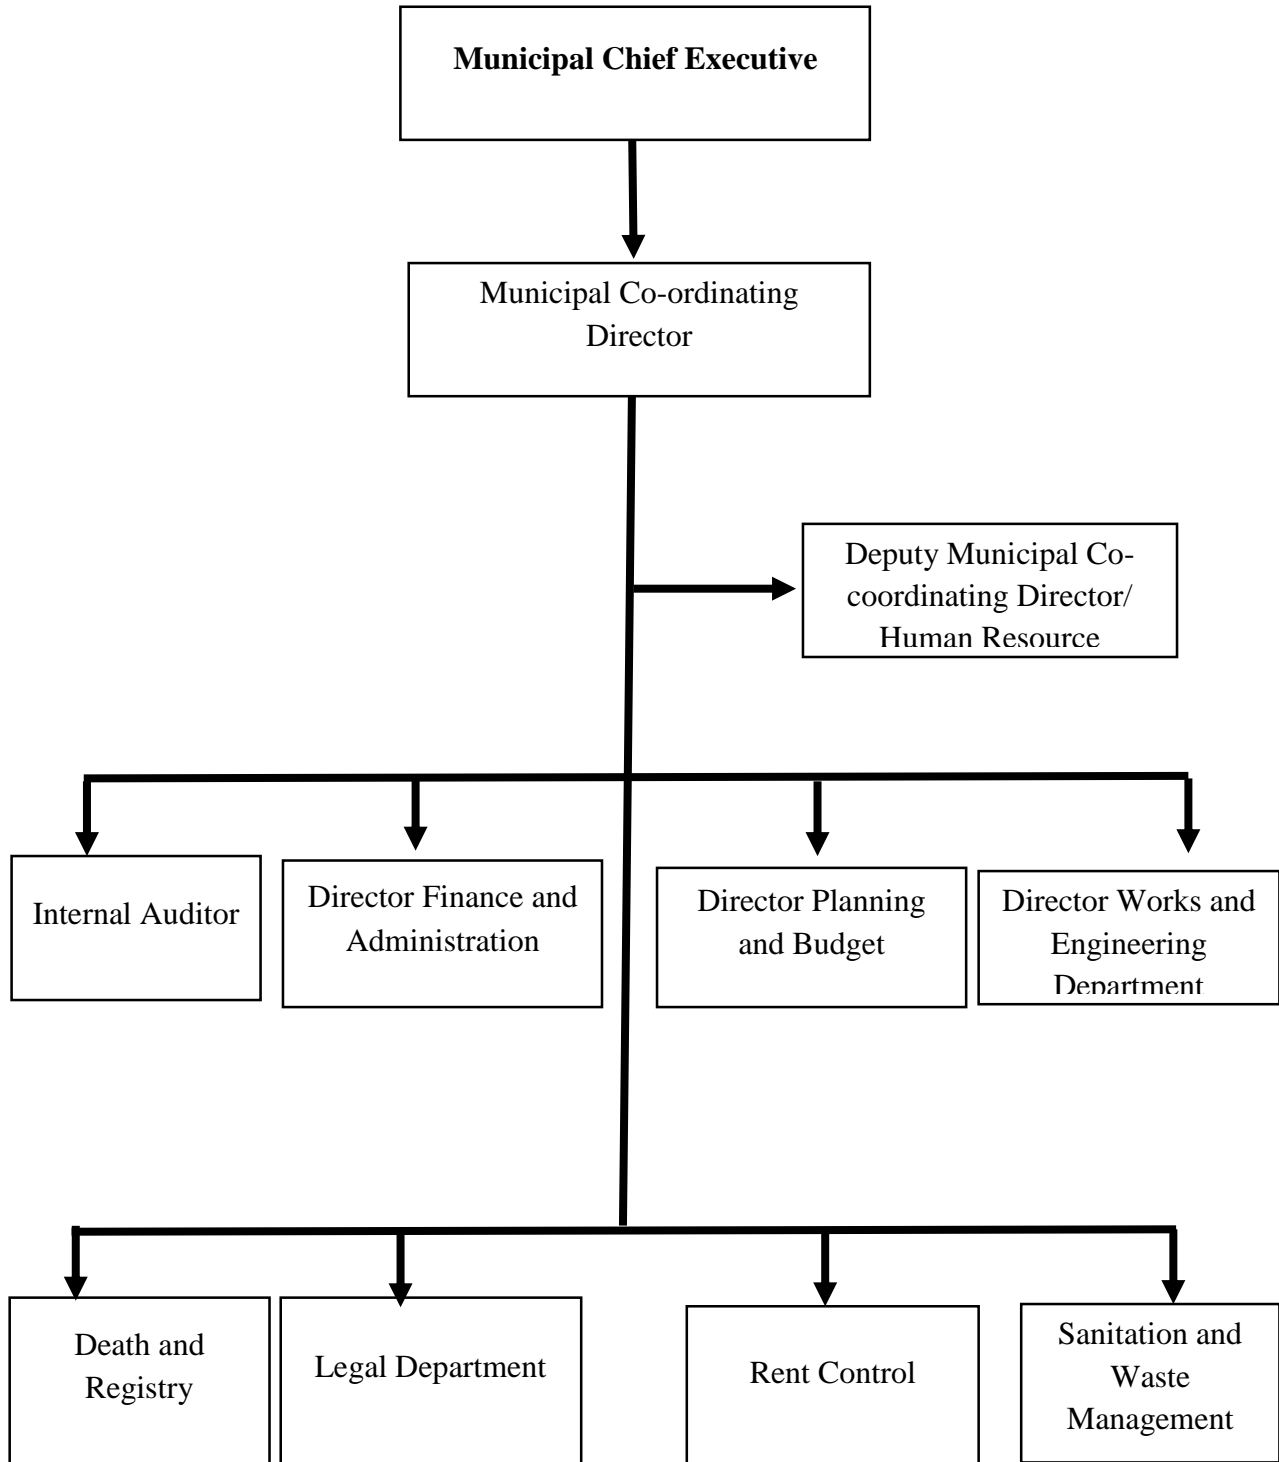 Municipal Chief Executive
Municipal Co-ordinating
Director
Deputy Municipal Co-
coordinating Director/
Human Resource
Internal Auditor
Director Finance and
Administration
Director Planning
and Budget
Director Works and
Engineering
Department
Death and
Registry
Legal Department
Rent Control
Sanitation and
Waste
Management